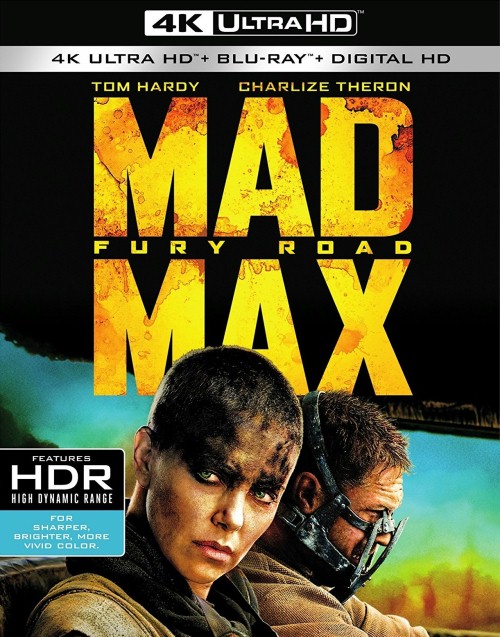 4K ULTRA HD™
4K ULTRA HD™ + BLU-RAY™ + DIGITAL HD
TOM HARDY CHARLIZE THERON
MAD
FURY ROAD
MAX
FEATURES
HDR
HIGH DYNAMIC RANGE
FOR
SHARPER,
BRIGHTER, MORE
VIVID COLOR.